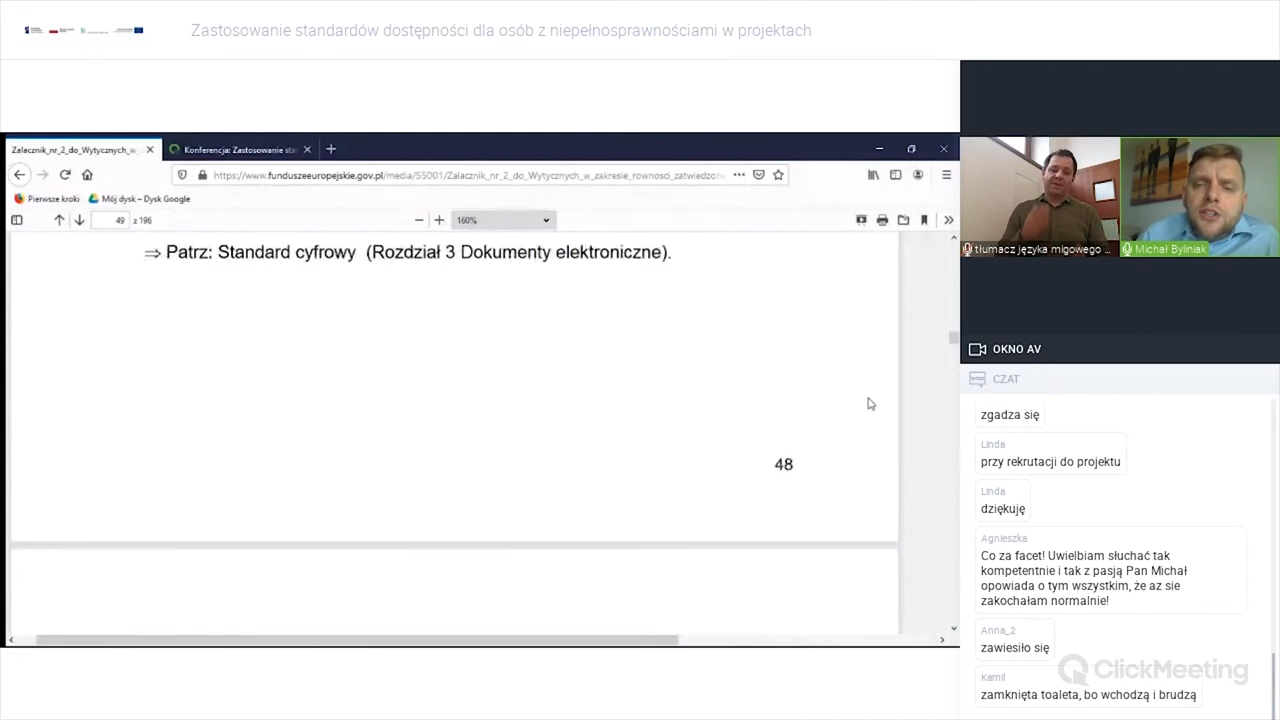 Zastosowanie standardów dostępności dla osób z niepełnosprawnościami w projektach
Zalacznik_nr_2_do_Wytycznych_w_
Konferencja: Zastosowanie sta
https://www.funduszeeuropejskie.gov.pl/media/55001/Zalacznik_nr_2_do_Wytycznych_w_zakresie_rownosci_zatwiedzone
Pierwsze kroki
Mój dysk – Dysk Google
49 z 196
160%
⇒ Patrz: Standard cyfrowy (Rozdział 3 Dokumenty elektroniczne).
48
tłumacz języka migowego ...
Michał Byliniak
OKNO AV
CZAT
zgadza się
Linda
przy rekrutacji do projektu
Linda
dziękuję
Agnieszka
Co za facet! Uwielbiam słuchać tak
kompetentnie i tak z pasją Pan Michał
opowiada o tym wszystkim, że az sie
zakochałam normalnie!
Anna_2
zawiesiło się
ClickMeeting
Kamil
zamknięta toaleta, bo wchodzą i brudzą